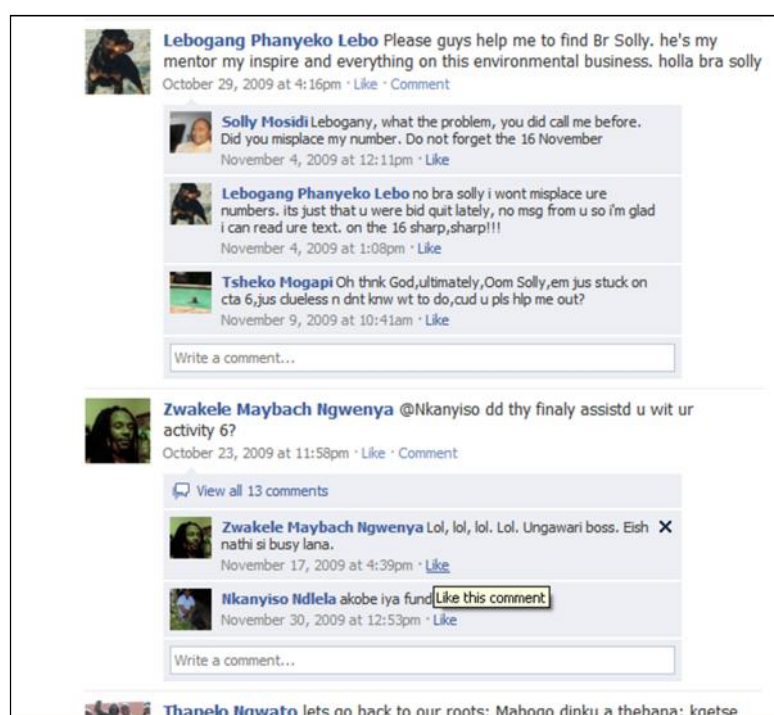 Lebogang Phanyeko Lebo Please guys help me to find Br Solly. he's my
mentor my inspire and everything on this environmental business. holla bra solly
October 29, 2009 at 4:16pm · Like · Comment
Solly Mosidi Lebogany, what the problem, you did call me before.
Did you misplace my number. Do not forget the 16 November
November 4, 2009 at 12:11pm · Like
Lebogang Phanyeko Lebo no bra solly i wont misplace ure
numbers. its just that u were bid quit lately, no msg from u so i'm glad
i can read ure text. on the 16 sharp,sharp!!!
November 4, 2009 at 1:08pm · Like
Tsheko Mogapi Oh thnk God,ultimately,Oom Solly,em jus stuck on
cta 6,jus clueless n dnt knw wt to do,cud u pls hlp me out?
November 9, 2009 at 10:41am · Like
Write a comment...
Zwakele Maybach Ngwenya @Nkanyiso dd thy finaly assistd u wit ur
activity 6?
October 23, 2009 at 11:58pm · Like · Comment
View all 13 comments
Zwakele Maybach Ngwenya Lol, lol, lol. Lol. Ungawari boss. Eish
nathi si busy lana.
November 17, 2009 at 4:39pm · Like
Nkanyiso Ndlela akobe iya fund
Like this comment
November 30, 2009 at 12:53pm · Like
Write a comment...
Thapelo Ngwato lets go back to our roots: Mabogo dinku a thebana; kgetse